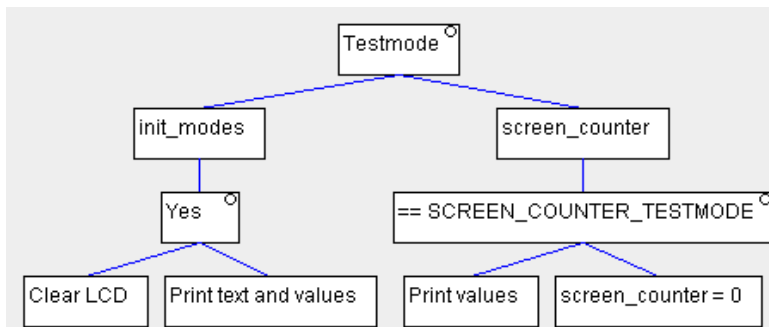 Testmode
init_modes
screen_counter
Yes
== SCREEN_COUNTER_TESTMODE
Clear LCD
Print text and values
Print values
screen_counter = 0